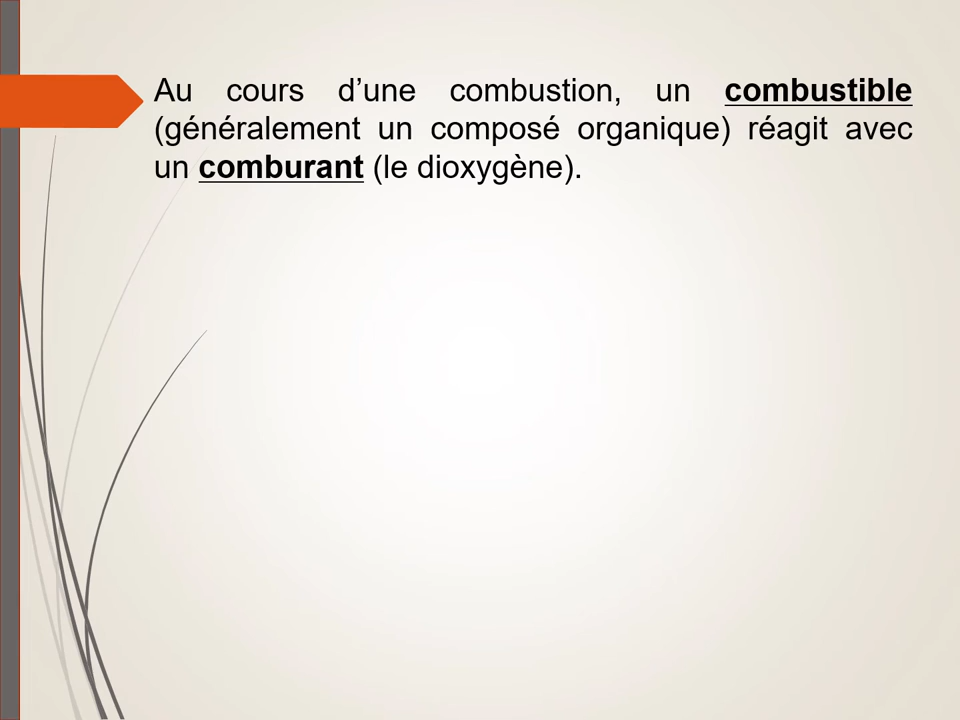 Au cours d’une combustion, un combustible
(généralement un composé organique) réagit avec
un comburant (le dioxygène).